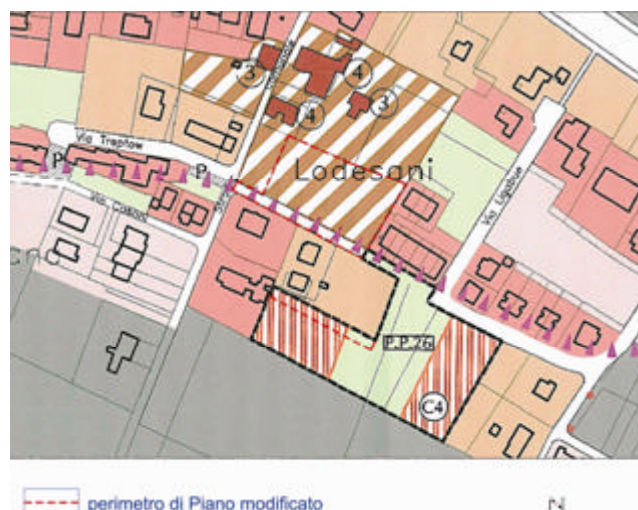 3
4
4
3
Via Treptow
Lodesani
P
P
Via Ligabue
P.P.26
C4
perimetro di Piano modificato
N